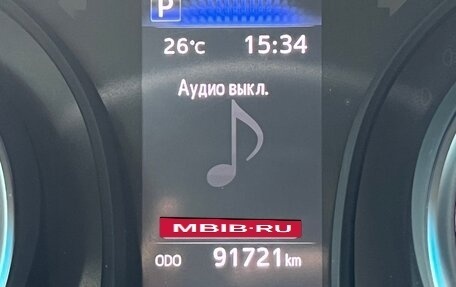 P
26°C 15:34
Аудио выкл.
MBIB·RU
ODO 91721 km